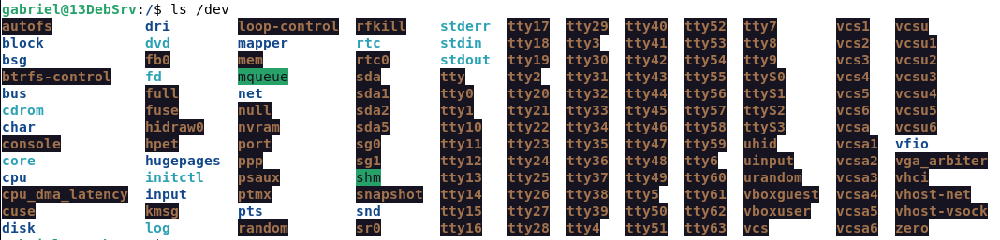 gabriel@13DebSrv:/$ ls /dev
autofs dri loop-control rfkill stderr tty17 tty29 tty40 tty52 tty7 vcs1 vcsu
block dvd mapper rtc stdin tty18 tty3 tty41 tty53 tty8 vcs2 vcsu1
bsg fb0 mem rtc0 stdout tty19 tty30 tty42 tty54 tty9 vcs3 vcsu2
btrfs-control fd mqueue sda tty tty2 tty31 tty43 tty55 ttyS0 vcs4 vcsu3
bus full net sda1 tty0 tty20 tty32 tty44 tty56 ttyS1 vcs5 vcsu4
cdrom fuse null sda2 tty1 tty21 tty33 tty45 tty57 ttyS2 vcs6 vcsu5
char hidraw0 nvram sda5 tty10 tty22 tty34 tty46 tty58 ttyS3 vcsa vcsu6
console hpet port sg0 tty11 tty23 tty35 tty47 tty59 uhid vcsa1 vfio
core hugepages ppp sg1 tty12 tty24 tty36 tty48 tty6 uinput vcsa2 vga_arbiter
cpu initctl psaux shm tty13 tty25 tty37 tty49 tty60 urandom vcsa3 vhci
cpu_dma_latency input ptmx snapshot tty14 tty26 tty38 tty5 tty61 vboxguest vcsa4 vhost-net
cuse kmsg pts snd tty15 tty27 tty39 tty50 tty62 vboxuser vcsa5 vhost-vsock
disk log random sr0 tty16 tty28 tty4 tty51 tty63 vcs vcsa6 zero